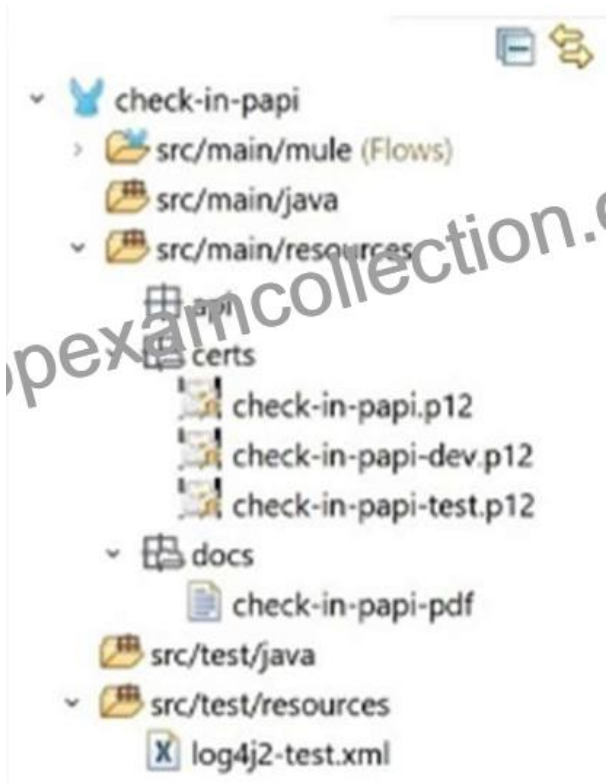 check-in-papi
src/main/mule (Flows)
src/main/java
src/main/resources
api
certs
check-in-papi.p12
check-in-papi-dev.p12
check-in-papi-test.p12
docs
check-in-papi-pdf
src/test/java
src/test/resources
log4j2-test.xml
pexamcollection.c